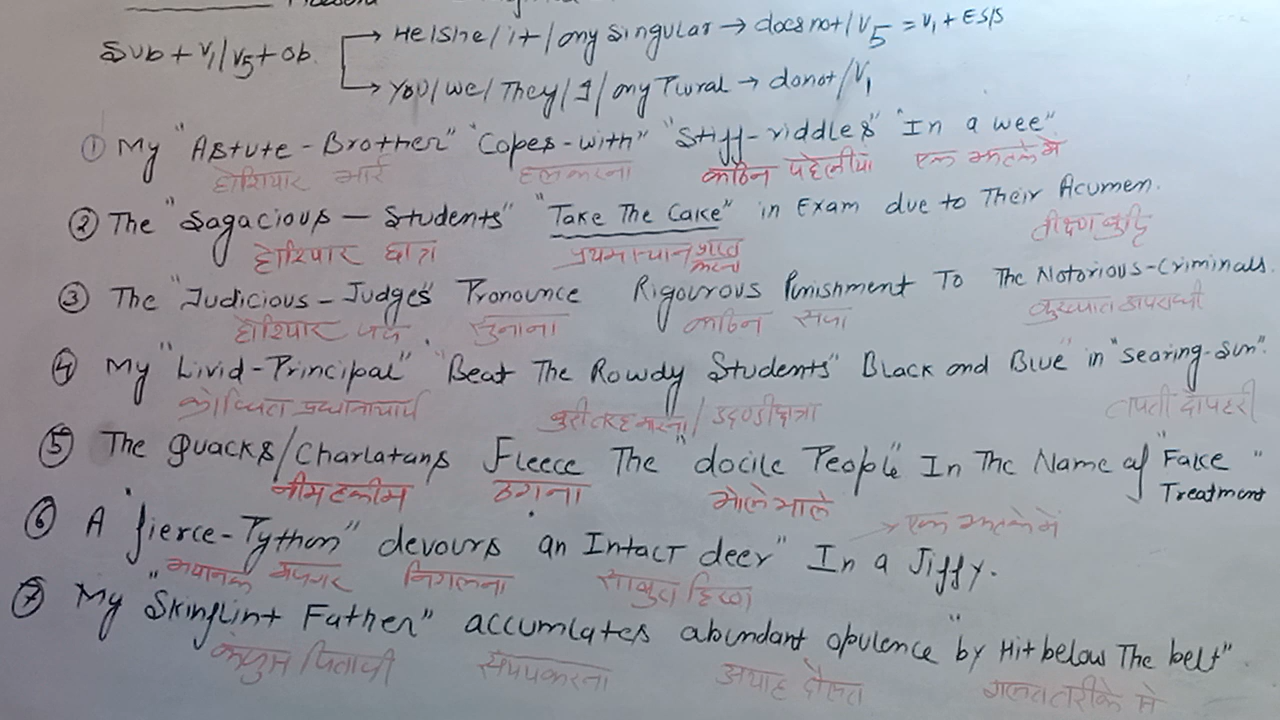 Sub + V1/V5 + ob. → He/She/it/any Singular → does not/V5 = V1 + ES/S
→ You/We/They/I/any Plural → donot/V1
① My "Astute - Brother" "Copes - with" "Stiff - riddles" "In a wee"
होशियार भाई हल करना कठिन पहेलीयां एक झटके में
② The "Sagacious - Students" "Take The Cake" in Exam due to Their Acumen.
होशियार छात्र प्रथम स्थान प्राप्त करना तीक्ष्ण बुद्धि
③ The "Judicious - Judges" Pronounce Rigourous Punishment To The Notorious-Criminals.
होशियार जज सुनाना कठिन सजा कुख्यात अपराधी
④ My "Livid-Principal" "Beat The Rowdy Students" Black and Blue" in "searing-sun".
क्रोधित प्रधानाचार्य बुरी तरह मारना/उदण्डी छात्रा तपती दोपहरी
⑤ The quacks/Charlatans Fleece The "docile People" In The Name of "Fake Treatment"
नीम हकीम ठगना भोले भाले
⑥ A "fierce-Python" devours an Intact deer" In a Jiffy.
→ एक झटके में
भयानक अजगर निगलना साबुत हिरण
⑦ My "Skinflint Father" accumlates abundant opulence "by Hit below The belt".
कंजूस पिताजी संचय करना अथाह दौलत गलत तरीके से